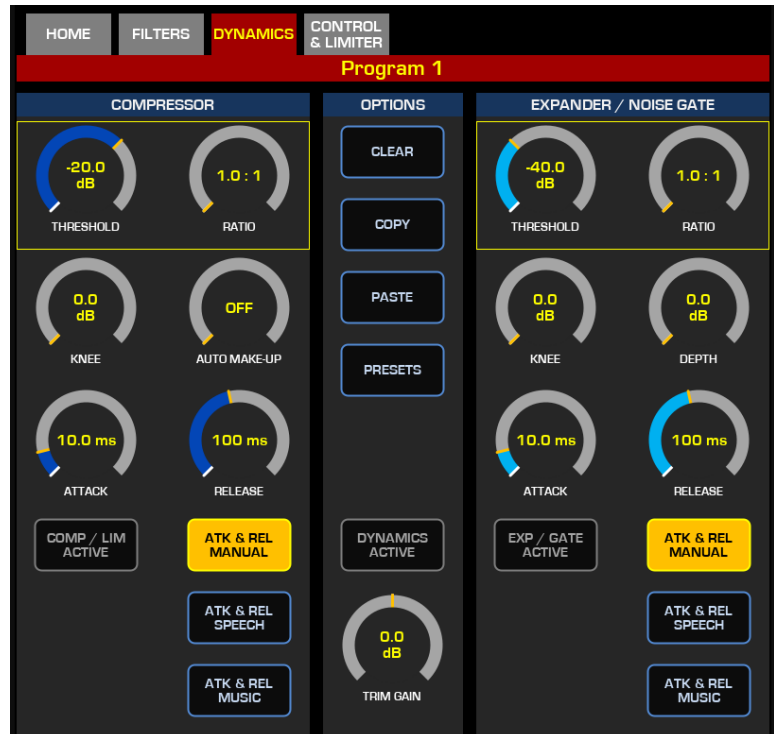 HOME
FILTERS
DYNAMICS
CONTROL
& LIMITER
Program 1
COMPRESSOR
-20.0
dB
THRESHOLD
1.0 : 1
RATIO
0.0
dB
KNEE
OFF
AUTO MAKE-UP
10.0 ms
ATTACK
100 ms
RELEASE
COMP / LIM
ACTIVE
ATK & REL
MANUAL
ATK & REL
SPEECH
ATK & REL
MUSIC
OPTIONS
CLEAR
COPY
PASTE
PRESETS
DYNAMICS
ACTIVE
0.0
dB
TRIM GAIN
EXPANDER / NOISE GATE
-40.0
dB
THRESHOLD
1.0 : 1
RATIO
0.0
dB
KNEE
0.0
dB
DEPTH
10.0 ms
ATTACK
100 ms
RELEASE
EXP / GATE
ACTIVE
ATK & REL
MANUAL
ATK & REL
SPEECH
ATK & REL
MUSIC